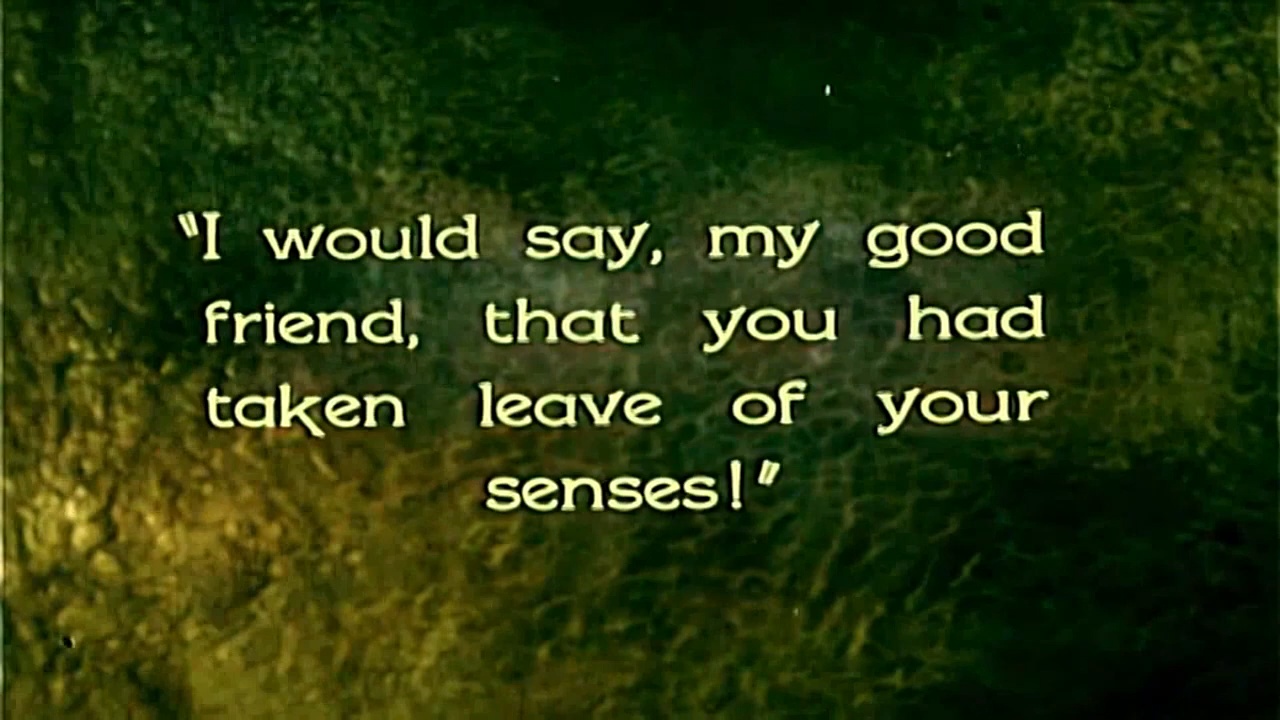 "I would say, my good
friend, that you had
taken leave of your
senses!"